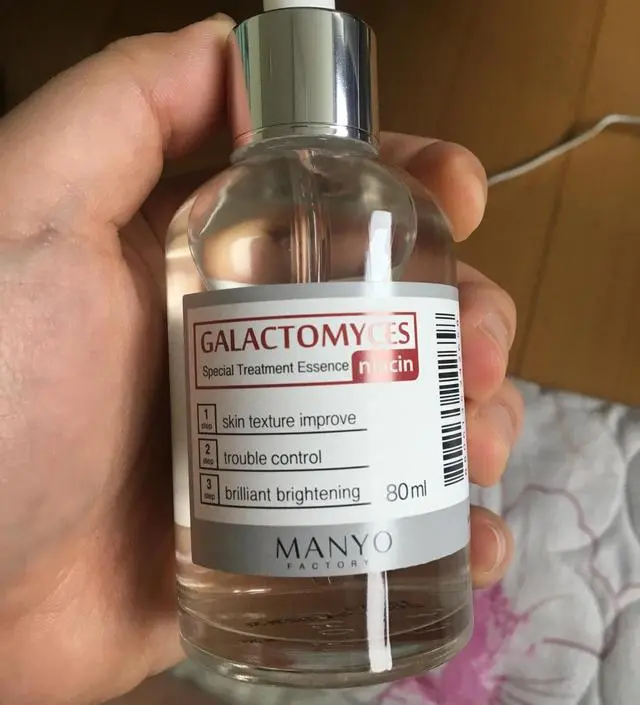 GALACTOMYCES
Special Treatment Essence niacin
1 step skin texture improve
2 step trouble control
3 step brilliant brightening 80ml
MANYO
FACTORY